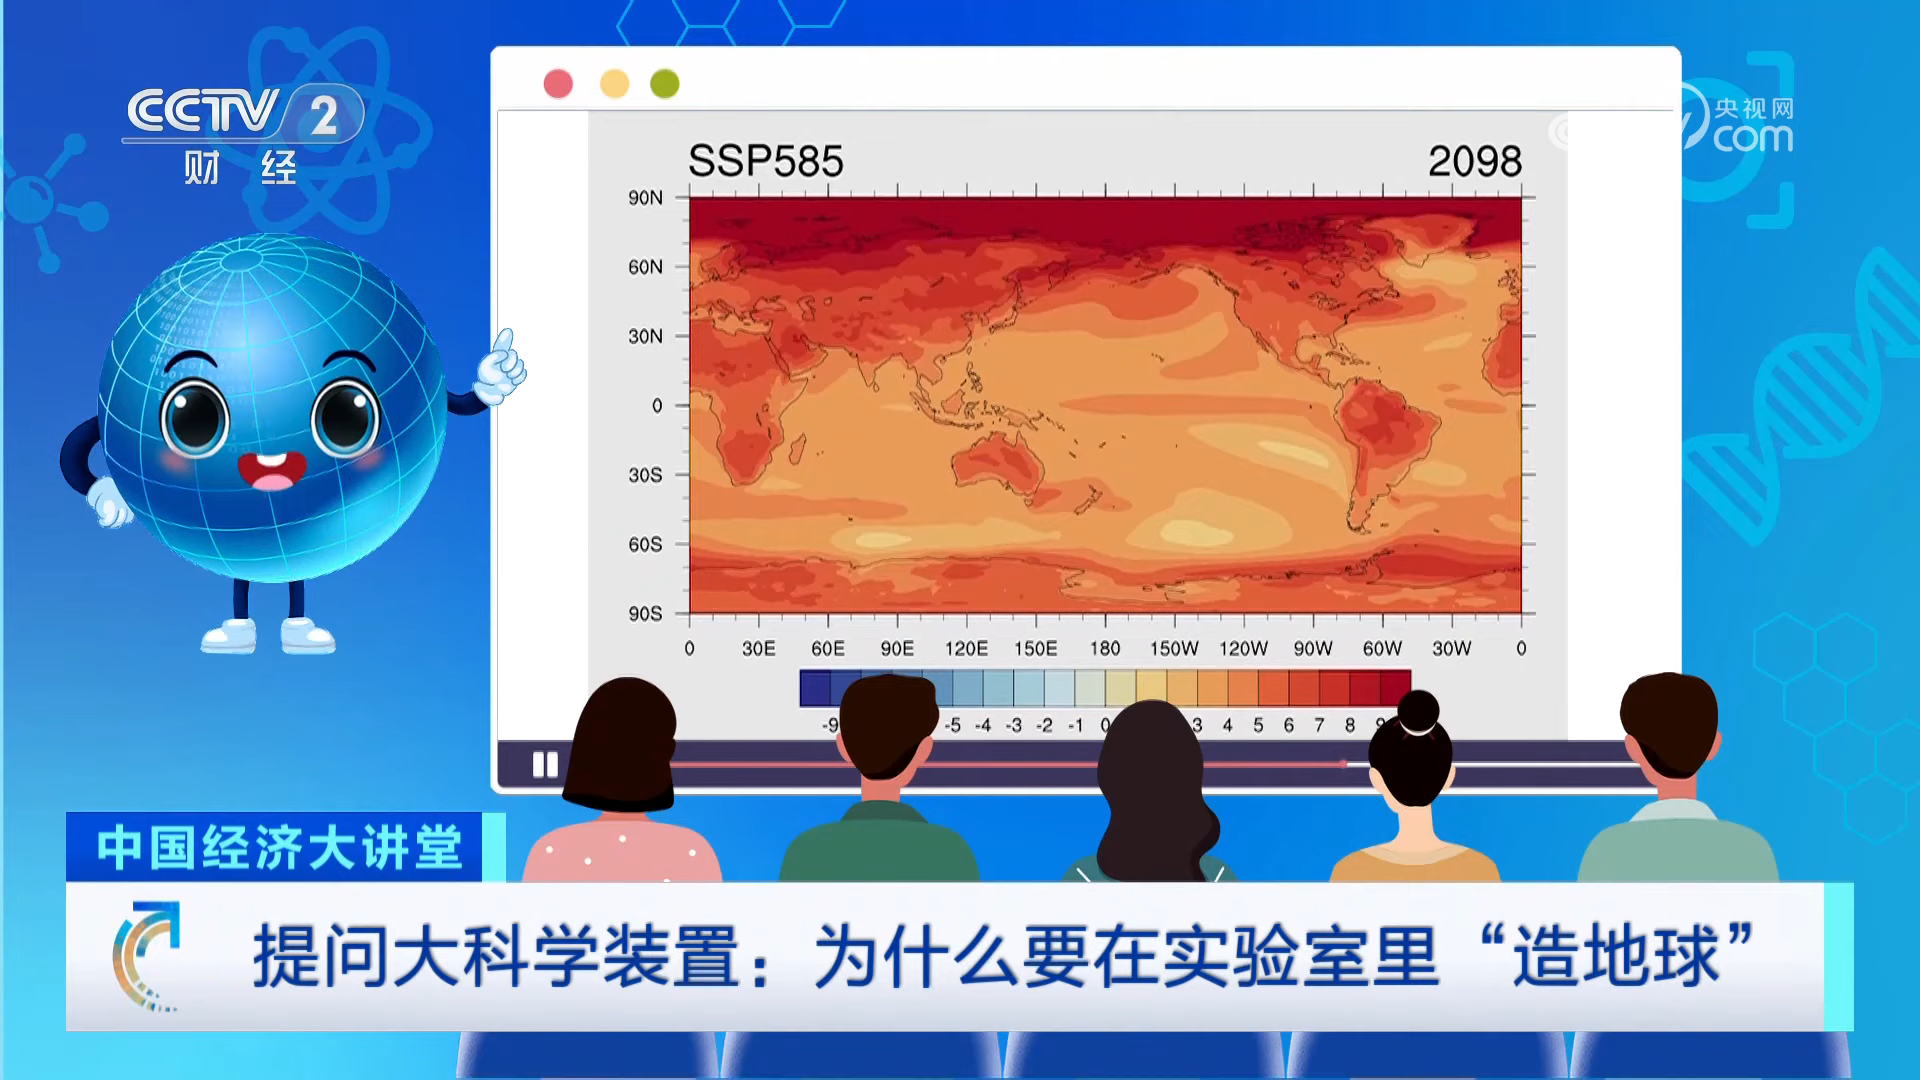 CCTV 2
财 经
央视网
com
SSP585 2098
90N
60N
30N
0
30S
60S
90S
0 30E 60E 90E 120E 150E 180 150W 120W 90W 60W 30W 0
-9 -5 -4 -3 -2 -1 0 3 4 5 6 7 8
中国经济大讲堂
提问大科学装置：为什么要在实验室里“造地球”